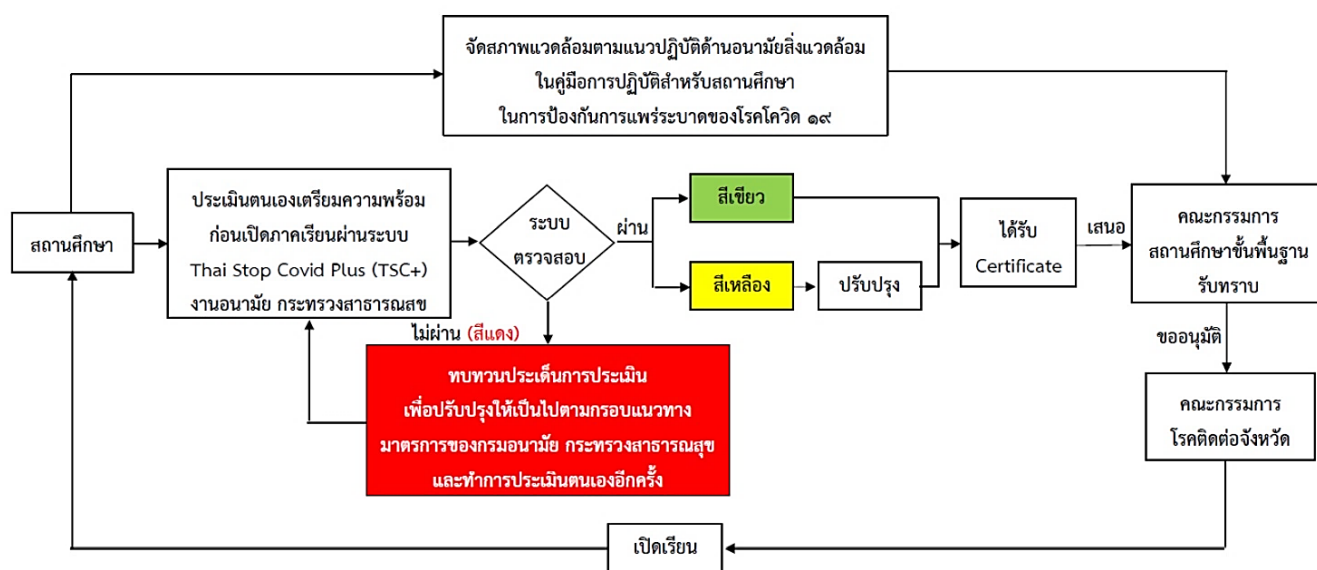 จัดสภาพแวดล้อมตามแนวปฏิบัติด้านอนามัยสิ่งแวดล้อม
ในคู่มือการปฏิบัติสำหรับสถานศึกษา
ในการป้องกันการแพร่ระบาดของโรคโควิด ๑๙
สถานศึกษา
ประเมินตนเองเตรียมความพร้อม
ก่อนเปิดภาคเรียนผ่านระบบ
Thai Stop Covid Plus (TSC+)
งานอนามัย กระทรวงสาธารณสข
ระบบ
ตรวจสอบ
ผ่าน
สีเขียว
สีเหลือง
ปรับปรุง
ได้รับ
Certificate
เสนอ
คณะกรรมการ
สถานศึกษาขั้นพื้นฐาน
รับทราบ
ไม่ผ่าน (สีแดง)
ทบทวนประเด็นการประเมิน
เพื่อปรับปรุงให้เป็นไปตามกรอบแนวทาง
มาตรการของกรมอนามัย กระทรวงสาธารณสุข
และทำการประเมินตนเองอีกครั้ง
ขออนุมัติ
คณะกรรมการ
โรคติดต่อจังหวัด
เปิดเรียน